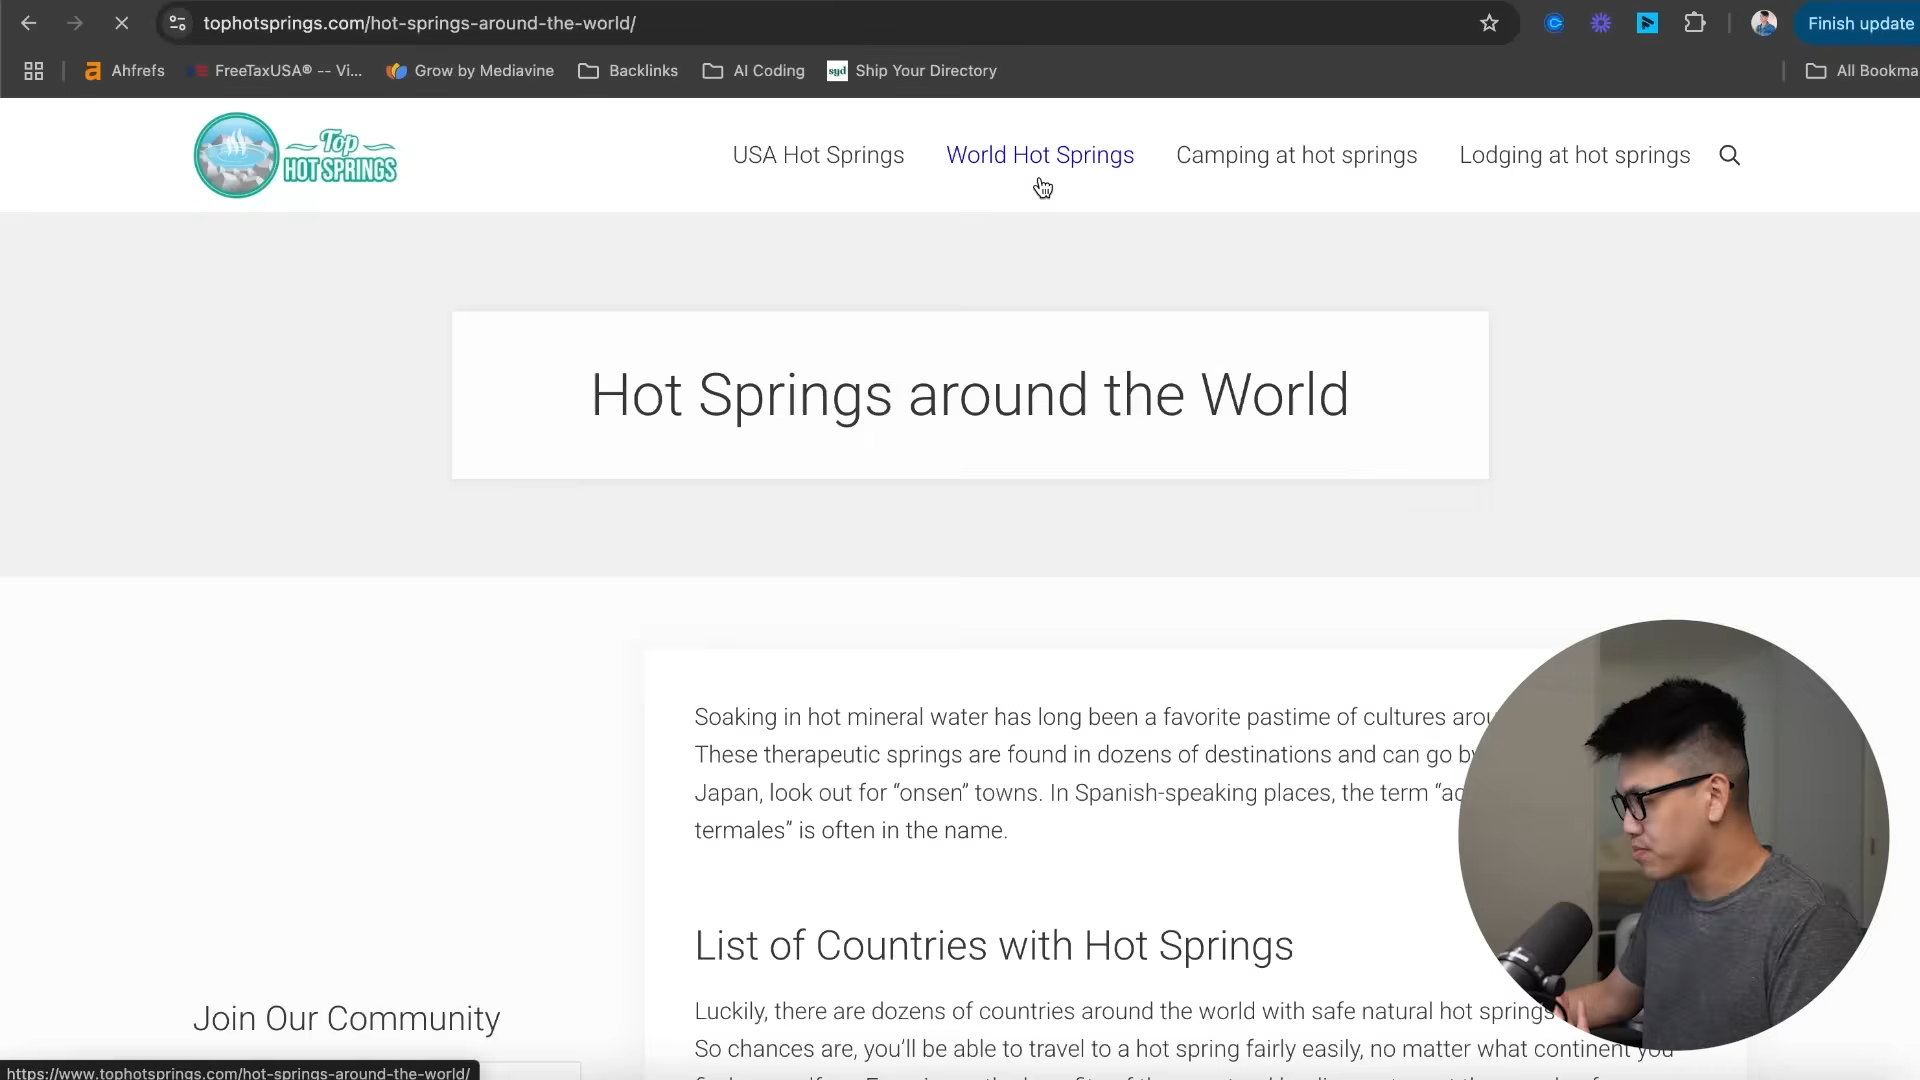 tophotsprings.com/hot-springs-around-the-world/
Finish update
Ahfrefs
FreeTaxUSA® -- Vi...
Grow by Mediavine
Backlinks
AI Coding
syd
Ship Your Directory
All Bookma
Top
HOT SPRINGS
USA Hot Springs
World Hot Springs
Camping at hot springs
Lodging at hot springs
Hot Springs around the World
Soaking in hot mineral water has long been a favorite pastime of cultures
These therapeutic springs are found in dozens of destinations and can go
Japan, look out for “onsen” towns. In Spanish-speaking places, the term
termales” is often in the name.
List of Countries with Hot Springs
Luckily, there are dozens of countries around the world with safe natural hot springs
So chances are, you’ll be able to travel to a hot spring fairly easily, no matter what continent you
Join Our Community
https://www.tophotsprings.com/hot-springs-around-the-world/